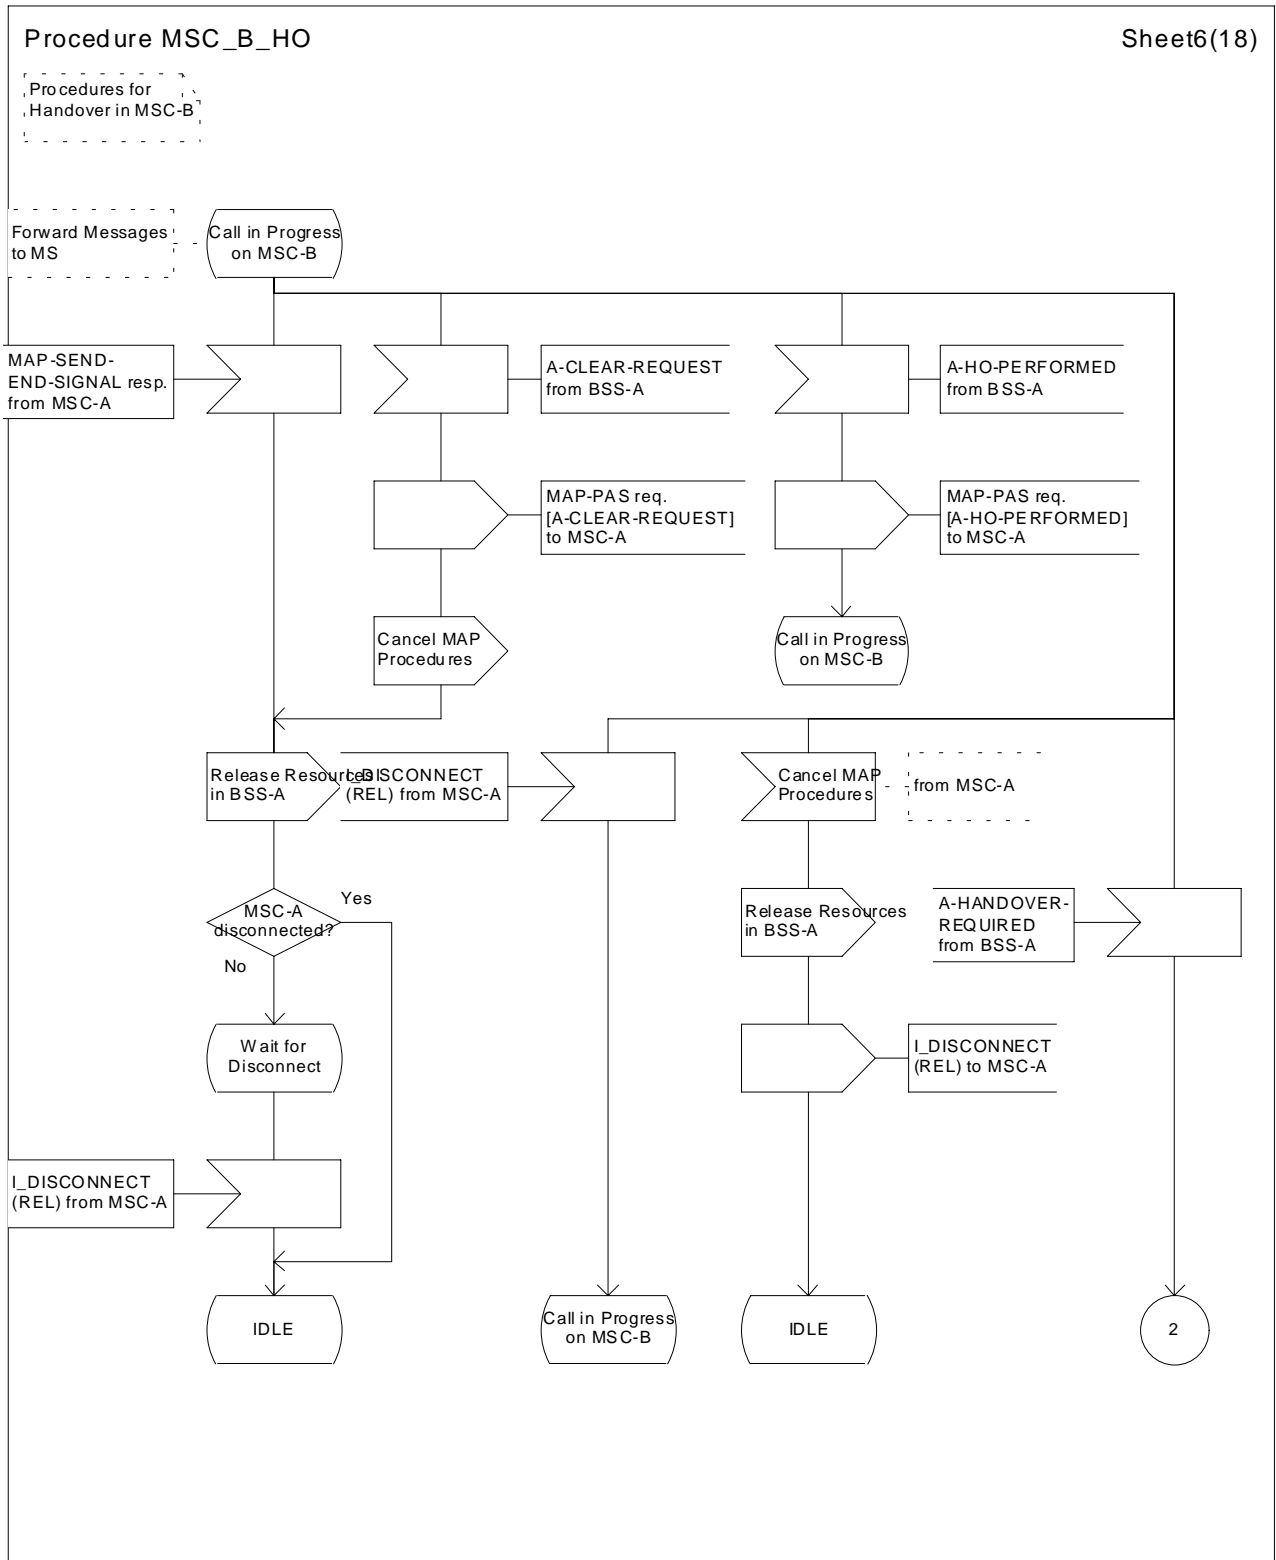 Procedure MSC_B_HO
Sheet6(18)
Procedures for
Handover in MSC-B
Forward Messages
to MS
Call in Progress
on MSC-B
MAP-SEND-
END-SIGNAL resp.
from MSC-A
A-CLEAR-REQUEST
from BSS-A
A-HO-PERFORMED
from BSS-A
MAP-PAS req.
[A-CLEAR-REQUEST]
to MSC-A
MAP-PAS req.
[A-HO-PERFORMED]
to MSC-A
Cancel MAP
Procedures
Call in Progress
on MSC-B
Release Resources
in BSS-A
I_DISCONNECT
(REL) from MSC-A
Cancel MAP
Procedures
from MSC-A
MSC-A
disconnected?
Yes
No
Release Resources
in BSS-A
A-HANDOVER-
REQUIRED
from BSS-A
Wait for
Disconnect
I_DISCONNECT
(REL) to MSC-A
I_DISCONNECT
(REL) from MSC-A
IDLE
Call in Progress
on MSC-B
IDLE
2